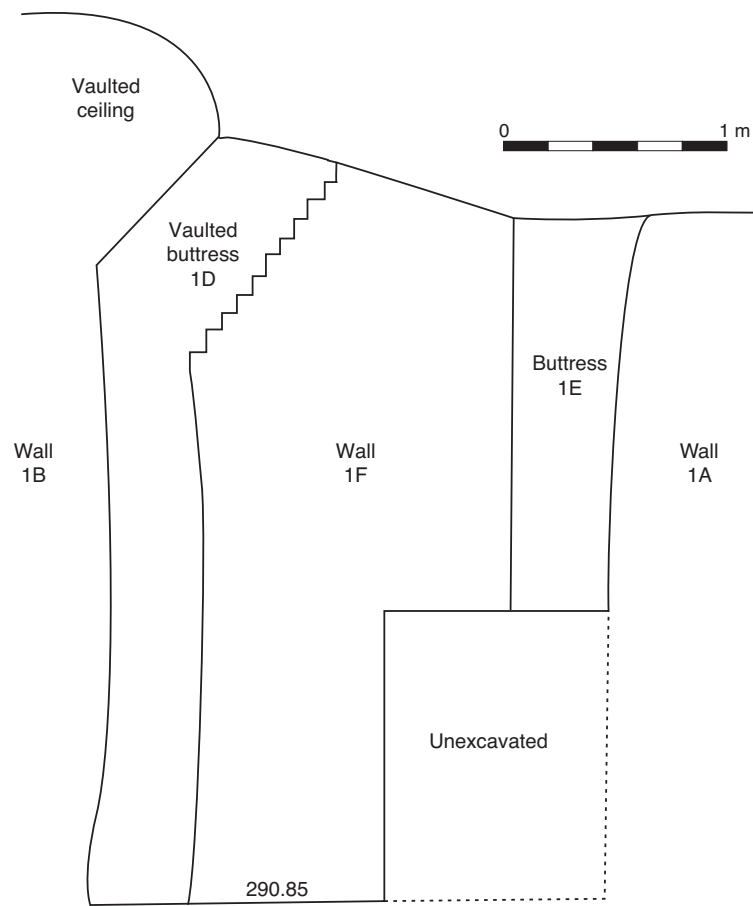 Vaulted
ceiling
0 1 m
Vaulted
buttress
1D
Buttress
1E
Wall
1B
Wall
1F
Wall
1A
Unexcavated
290.85